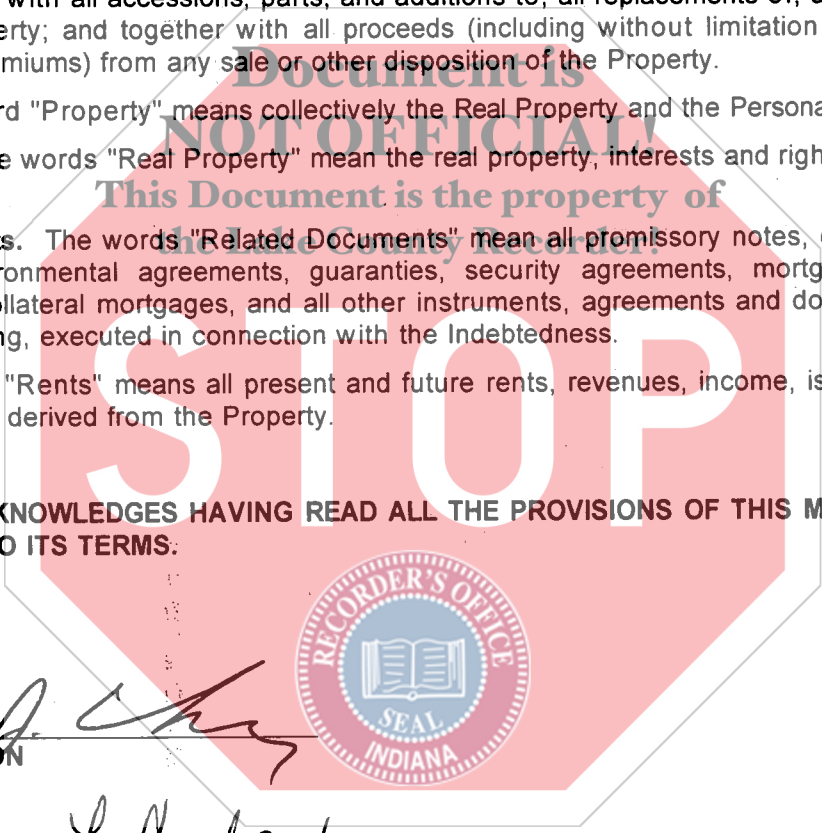 with all accessions, parts, and additions to, all replacements of,
erty; and together with all proceeds (including without limitation
miums) from any sale or other disposition of the Property.
Document is
rd "Property" means collectively the Real Property and the Persona
NOT OFFICIAL!
e words "Real Property" mean the real property, interests and righ
This Document is the property of
the Lake County Recorder!
s. The words "Related Documents" mean all promissory notes,
onmental agreements, guaranties, security agreements, mortg
llateral mortgages, and all other instruments, agreements and do
ng, executed in connection with the Indebtedness.
"Rents" means all present and future rents, revenues, income, is
derived from the Property.
STOP
KNOWLEDGES HAVING READ ALL THE PROVISIONS OF THIS M
O ITS TERMS.
RECORDER'S OFFICE
SEAL
INDIANA
ON